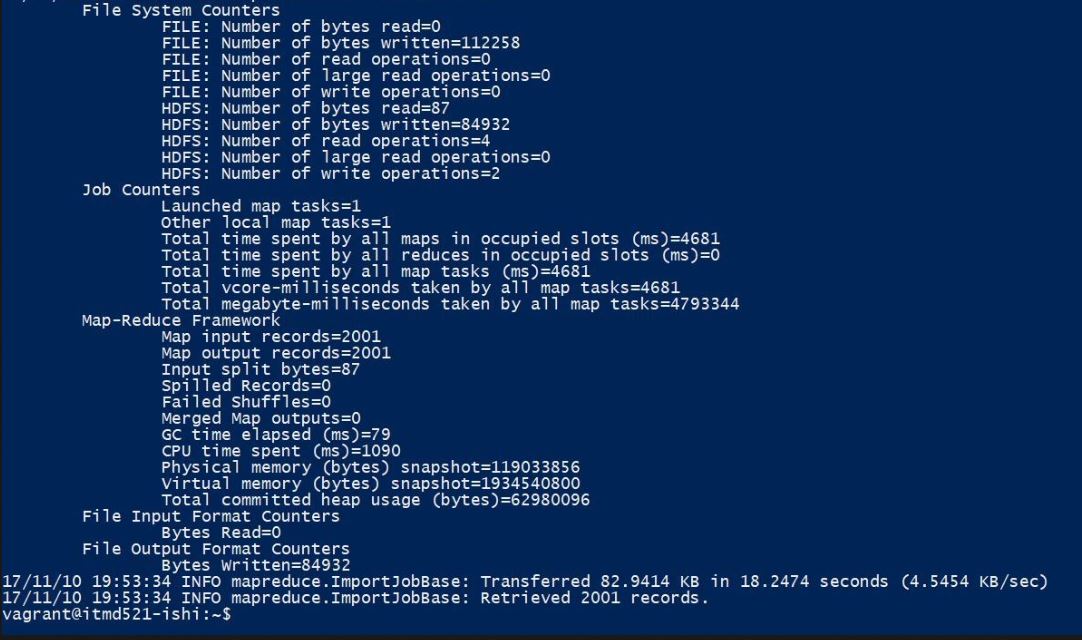 File System Counters
FILE: Number of bytes read=0
FILE: Number of bytes written=112258
FILE: Number of read operations=0
FILE: Number of large read operations=0
FILE: Number of write operations=0
HDFS: Number of bytes read=87
HDFS: Number of bytes written=84932
HDFS: Number of read operations=4
HDFS: Number of large read operations=0
HDFS: Number of write operations=2
Job Counters
Launched map tasks=1
Other local map tasks=1
Total time spent by all maps in occupied slots (ms)=4681
Total time spent by all reduces in occupied slots (ms)=0
Total time spent by all map tasks (ms)=4681
Total vcore-milliseconds taken by all map tasks=4681
Total megabyte-milliseconds taken by all map tasks=4793344
Map-Reduce Framework
Map input records=2001
Map output records=2001
Input split bytes=87
Spilled Records=0
Failed Shuffles=0
Merged Map outputs=0
GC time elapsed (ms)=79
CPU time spent (ms)=1090
Physical memory (bytes) snapshot=119033856
Virtual memory (bytes) snapshot=1934540800
Total committed heap usage (bytes)=62980096
File Input Format Counters
Bytes Read=0
File Output Format Counters
Bytes Written=84932
17/11/10 19:53:34 INFO mapreduce.ImportJobBase: Transferred 82.9414 KB in 18.2474 seconds (4.5454 KB/sec)
17/11/10 19:53:34 INFO mapreduce.ImportJobBase: Retrieved 2001 records.
vagrant@itmd521-ishi:~$